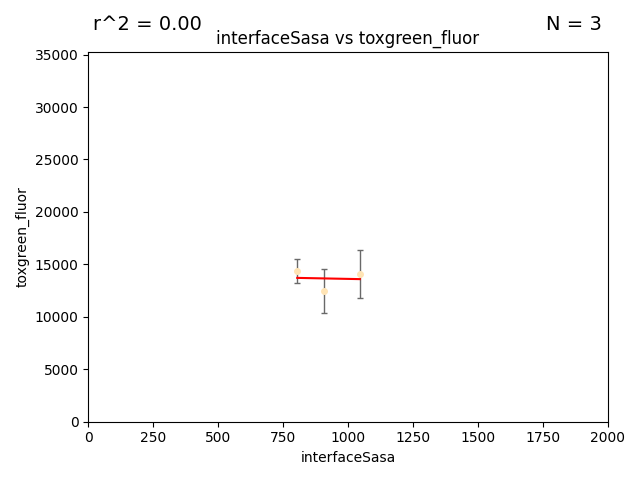 r^2 = 0.00
N = 3
interfaceSasa vs toxgreen_fluor
35000
30000
25000
20000
15000
10000
5000
0
toxgreen_fluor
0 250 500 750 1000 1250 1500 1750 2000
interfaceSasa